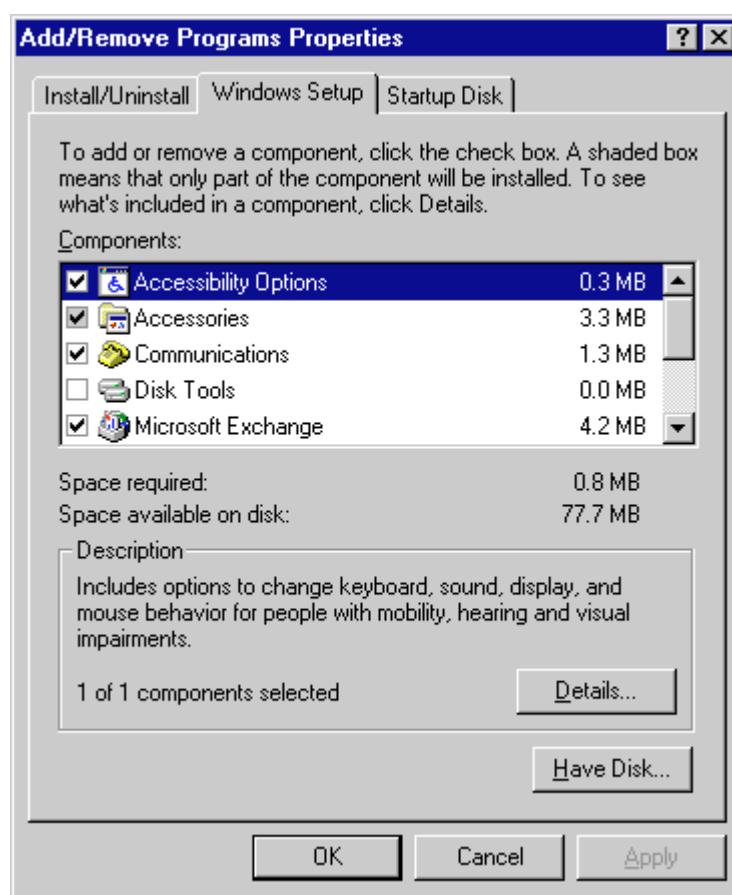 Add/Remove Programs Properties
Install/Uninstall Windows Setup Startup Disk
To add or remove a component, click the check box. A shaded box
means that only part of the component will be installed. To see
what's included in a component, click Details.
Components:
Accessibility Options 0.3 MB
Accessories 3.3 MB
Communications 1.3 MB
Disk Tools 0.0 MB
Microsoft Exchange 4.2 MB
Space required: 0.8 MB
Space available on disk: 77.7 MB
Description
Includes options to change keyboard, sound, display, and
mouse behavior for people with mobility, hearing and visual
impairments.
1 of 1 components selected Details...
Have Disk...
OK Cancel Apply